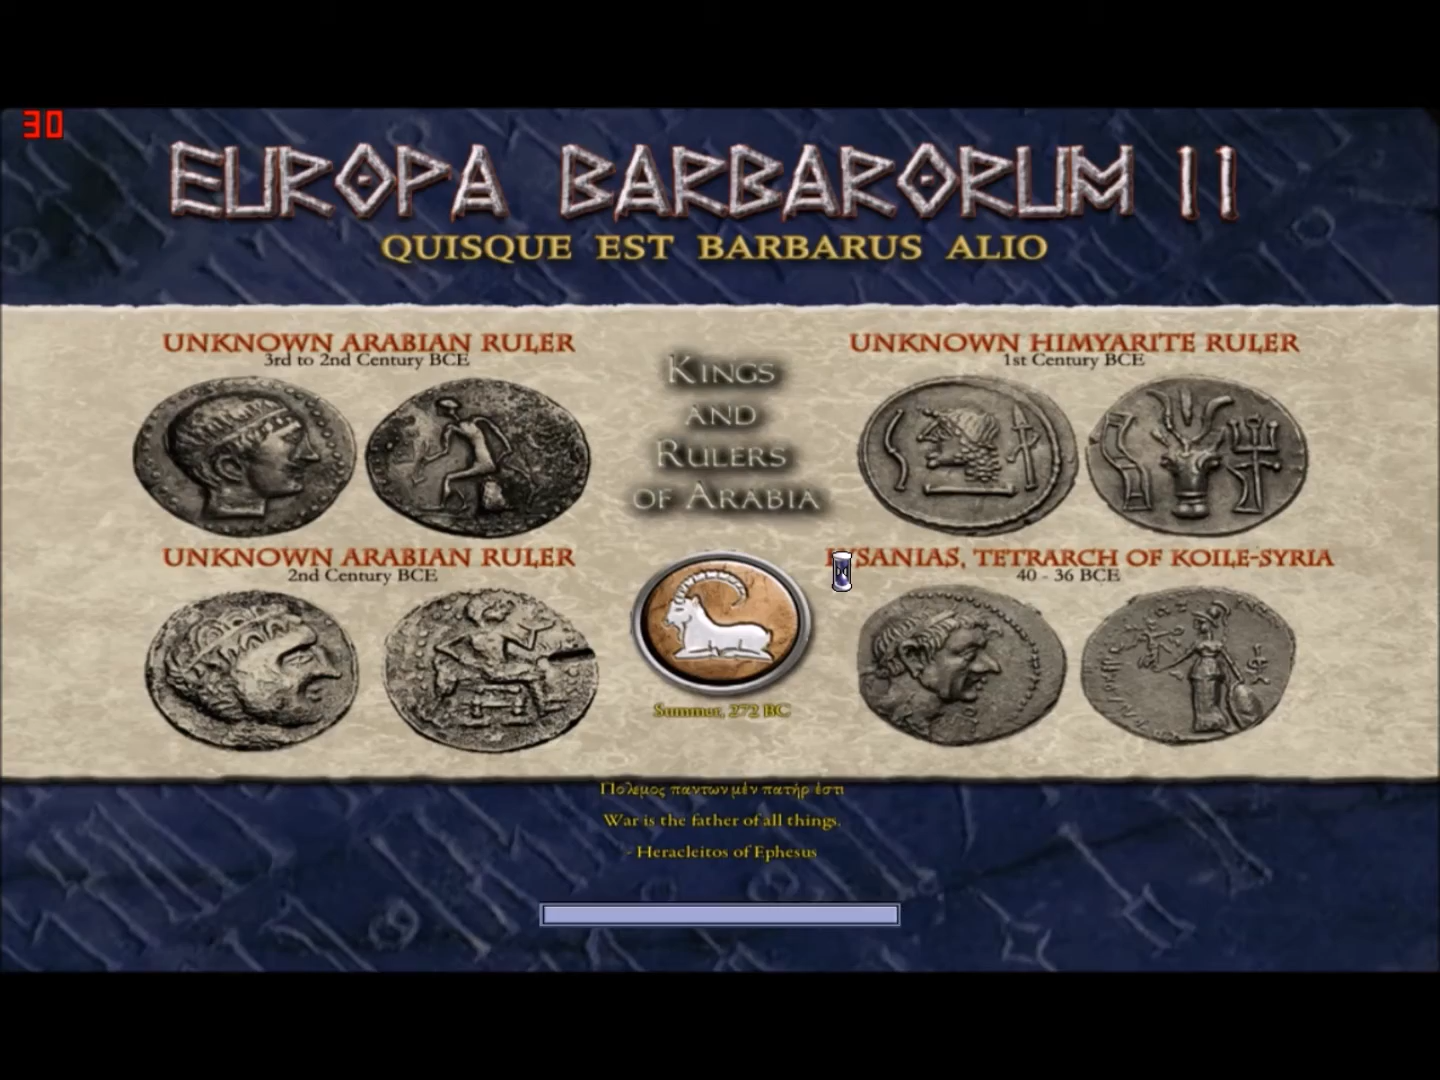 30
EUROPA BARBARORUM II
QUISQUE EST BARBARUS ALIO
UNKNOWN ARABIAN RULER
3rd to 2nd Century BCE
KINGS
AND
RULERS
OF ARABIA
UNKNOWN HIMYARITE RULER
1st Century BCE
UNKNOWN ARABIAN RULER
2nd Century BCE
YSANIAS, TETRARCH OF KOILE-SYRIA
40 - 36 BCE
Summer, 272 BC
Πολεμος παντων μέν πατήρ έστι
War is the father of all things.
- Heracleitos of Ephesus